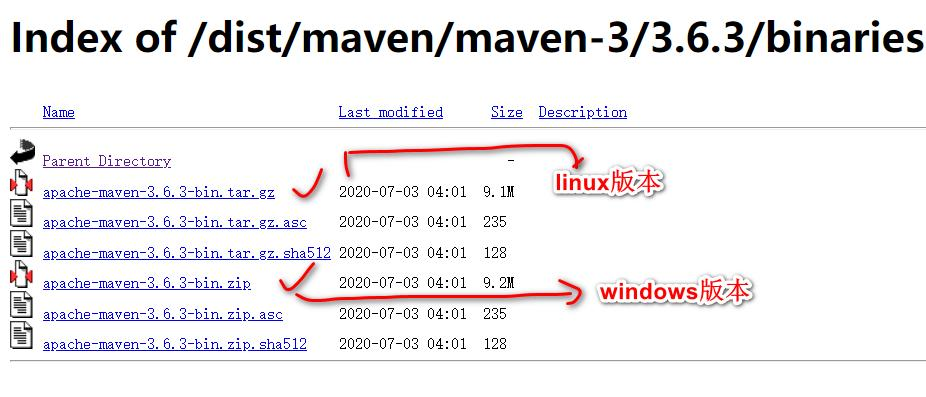 Index of /dist/maven/maven-3/3.6.3/binaries
Name Last modified Size Description
Parent Directory -
apache-maven-3.6.3-bin.tar.gz 2020-07-03 04:01 9.1M linux版本
apache-maven-3.6.3-bin.tar.gz.asc 2020-07-03 04:01 235
apache-maven-3.6.3-bin.tar.gz.sha512 2020-07-03 04:01 128
apache-maven-3.6.3-bin.zip 2020-07-03 04:01 9.2M windows版本
apache-maven-3.6.3-bin.zip.asc 2020-07-03 04:01 235
apache-maven-3.6.3-bin.zip.sha512 2020-07-03 04:01 128